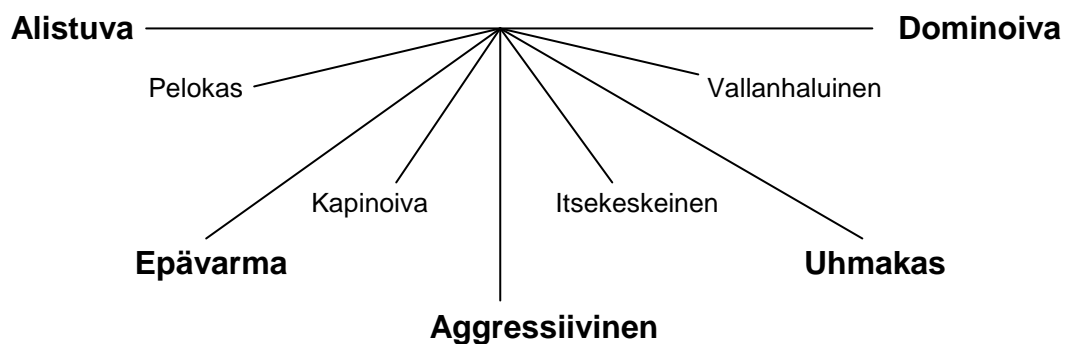 Alistuva Dominoiva
Pelokas Vallanhaluinen
Kapinoiva Itsekeskeinen
Epävarma Uhmakas
Aggressiivinen